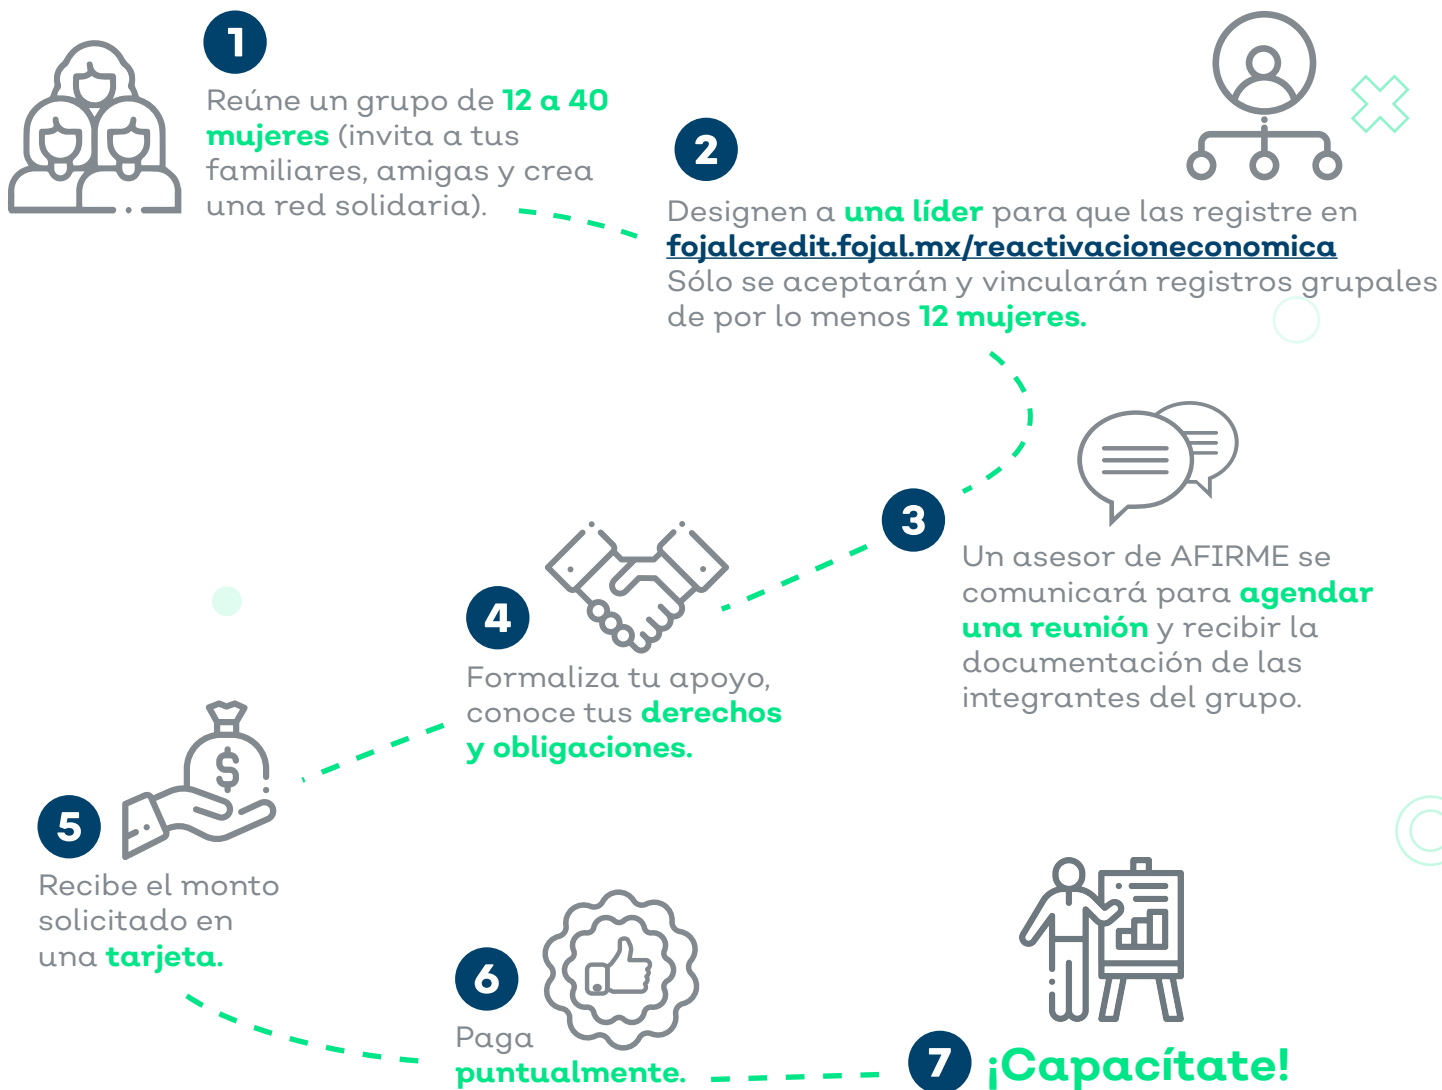 1
Reúne un grupo de 12 a 40
mujeres (invita a tus
familiares, amigas y crea
una red solidaria).
2
Designen a una líder para que las registre en
fojalcredit.fojal.mx/reactivacioneconomica
Sólo se aceptarán y vincularán registros grupales
de por lo menos 12 mujeres.
3
Un asesor de AFIRME se
comunicará para agendar
una reunión y recibir la
documentación de las
integrantes del grupo.
4
Formaliza tu apoyo,
conoce tus derechos
y obligaciones.
$
5
Recibe el monto
solicitado en
una tarjeta.
6
Paga
puntualmente.
7 ¡Capacítate!